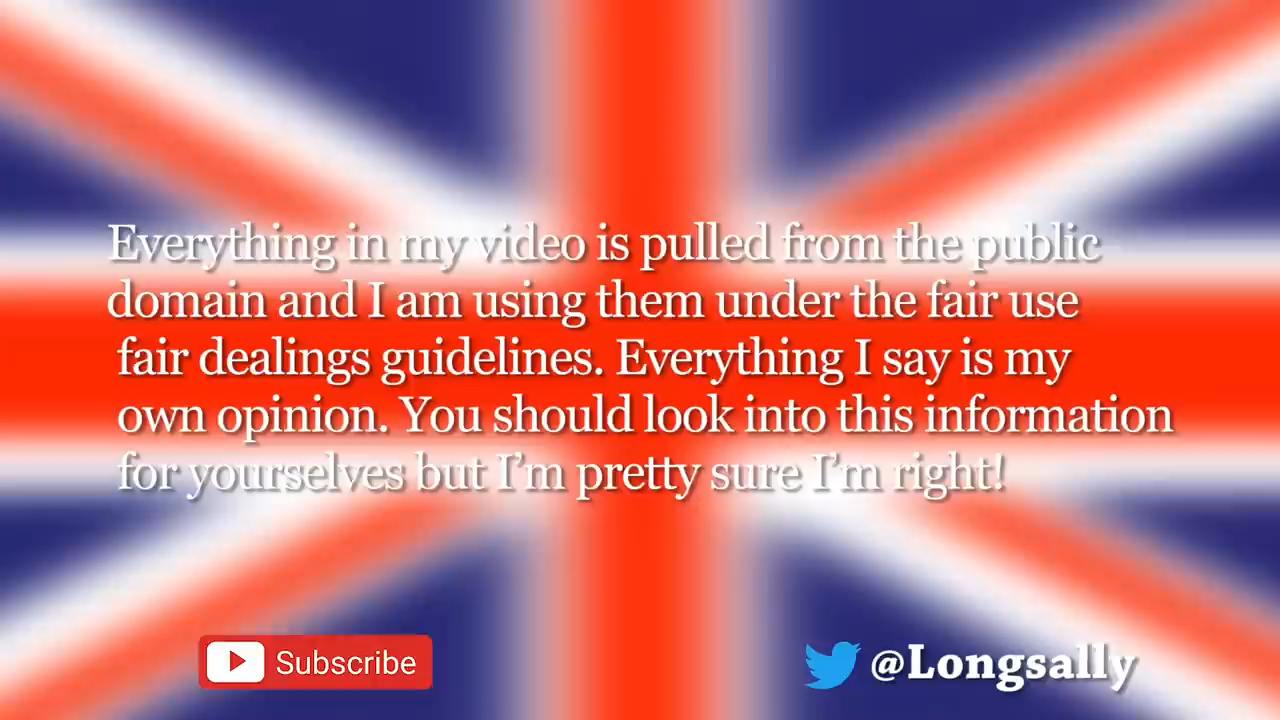 Everything in my video is pulled from the public
domain and I am using them under the fair use
fair dealings guidelines. Everything I say is my
own opinion. You should look into this information
for yourselves but I'm pretty sure I'm right!
Subscribe
@Longsally